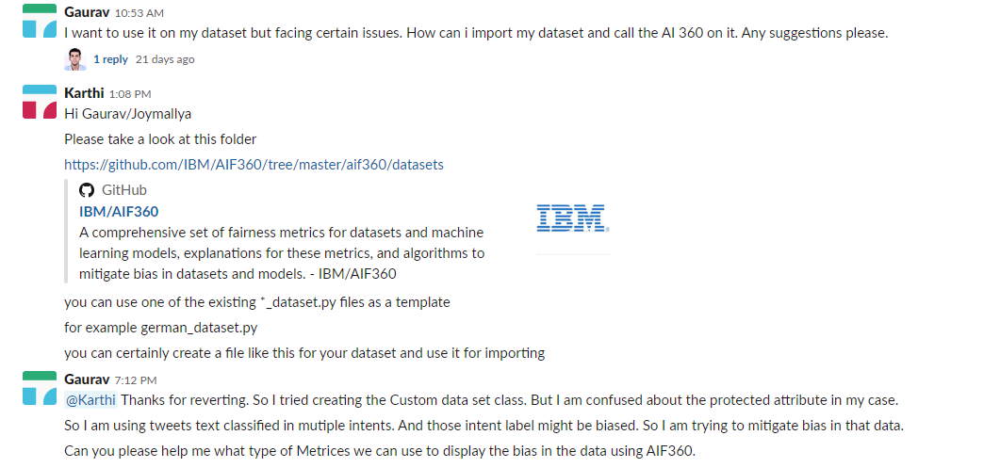 Gaurav 10:53 AM
I want to use it on my dataset but facing certain issues. How can i import my dataset and call the AI 360 on it. Any suggestions please.
1 reply 21 days ago
Karthi 1:08 PM
Hi Gaurav/Joymallya
Please take a look at this folder
https://github.com/IBM/AIF360/tree/master/aif360/datasets
GitHub
IBM/AIF360
A comprehensive set of fairness metrics for datasets and machine
learning models, explanations for these metrics, and algorithms to
mitigate bias in datasets and models. - IBM/AIF360
IBM
you can use one of the existing *_dataset.py files as a template
for example german_dataset.py
you can certainly create a file like this for your dataset and use it for importing
Gaurav 7:12 PM
@Karthi Thanks for reverting. So I tried creating the Custom data set class. But I am confused about the protected attribute in my case.
So I am using tweets text classified in mutiple intents. And those intent label might be biased. So I am trying to mitigate bias in that data.
Can you please help me what type of Metrices we can use to display the bias in the data using AIF360.